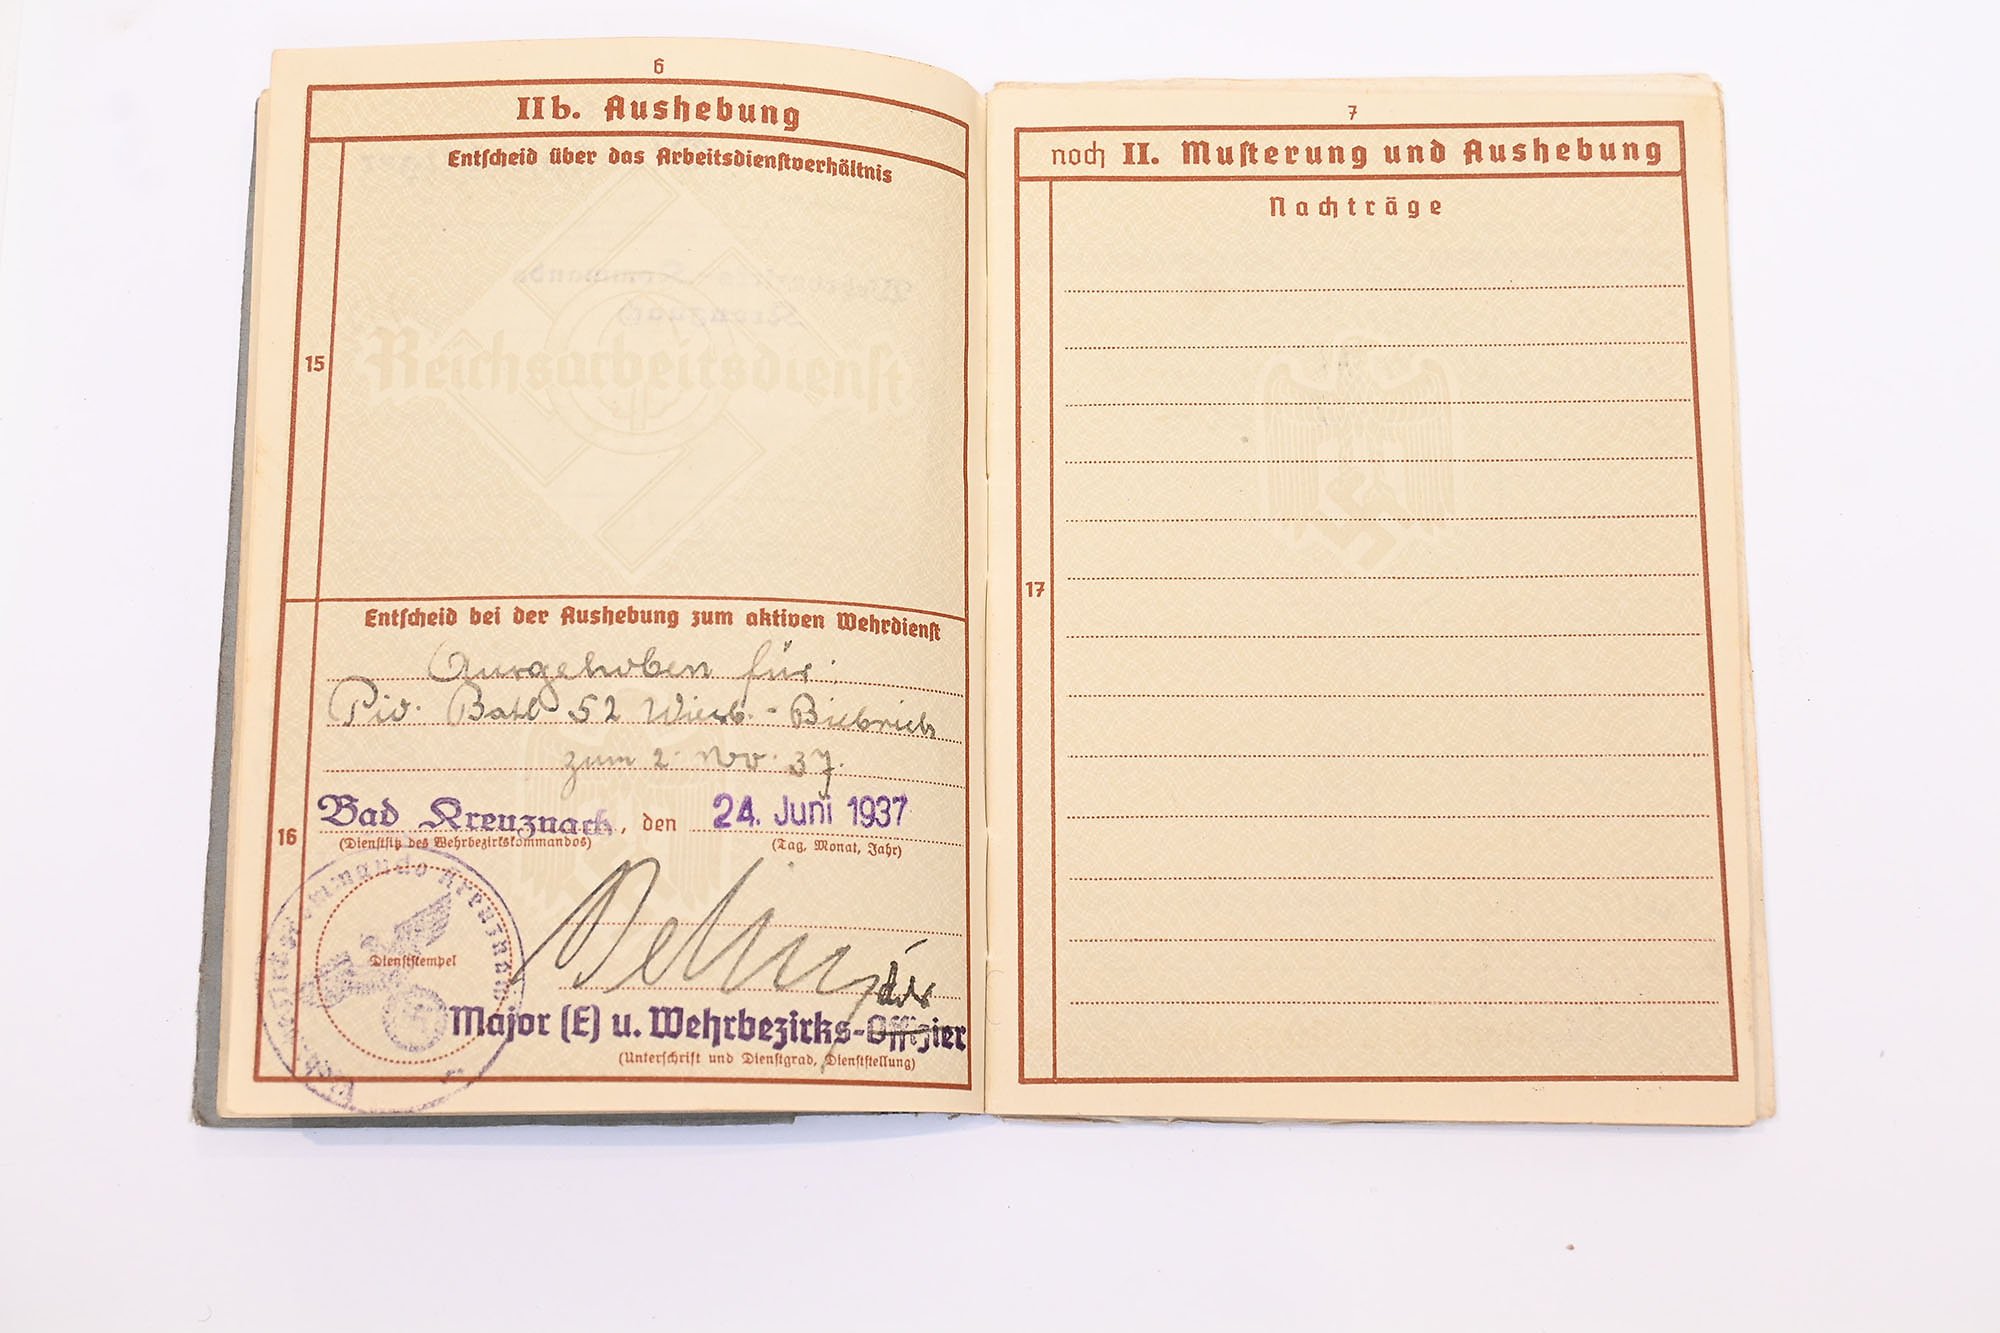 6
IIb. Aushebung
Entscheid über das Arbeitsdienstverhältnis
Reichsarbeitsdienst
15
Entscheid bei der Aushebung zum aktiven Wehrdienst
Ausgehoben für:
Pid. Batl 52 Wiesb.-Biebrich
zum 2. Nov. 37.
16
Bad Kreuznach, den 24. Juni 1937
(Dienstsitz des Wehrbezirkskommandos) (Tag, Monat, Jahr)
Dienststempel
Major (E) u. Wehrbezirks-Offizier
(Unterschrift und Dienstgrad, Dienststellung)
7
noch II. Musterung und Aushebung
Nachträge
17